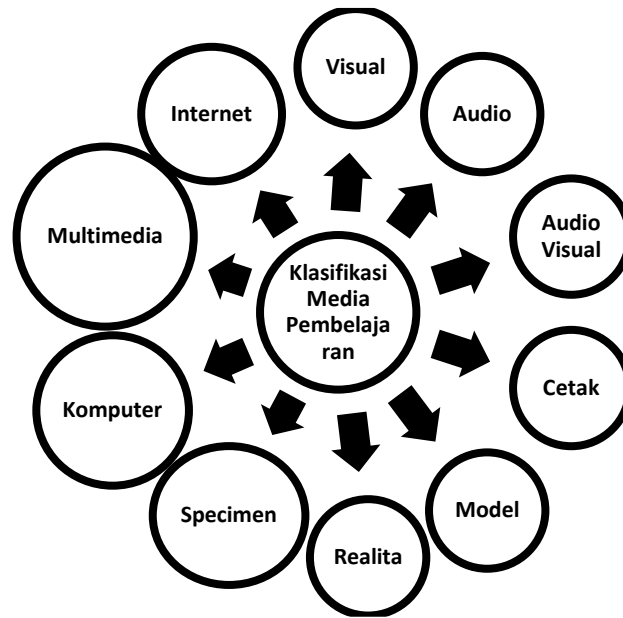 Visual
Internet
Audio
Multimedia
Audio
Visual
Klasifikasi
Media
Pembelaja
ran
Cetak
Komputer
Specimen
Model
Realita